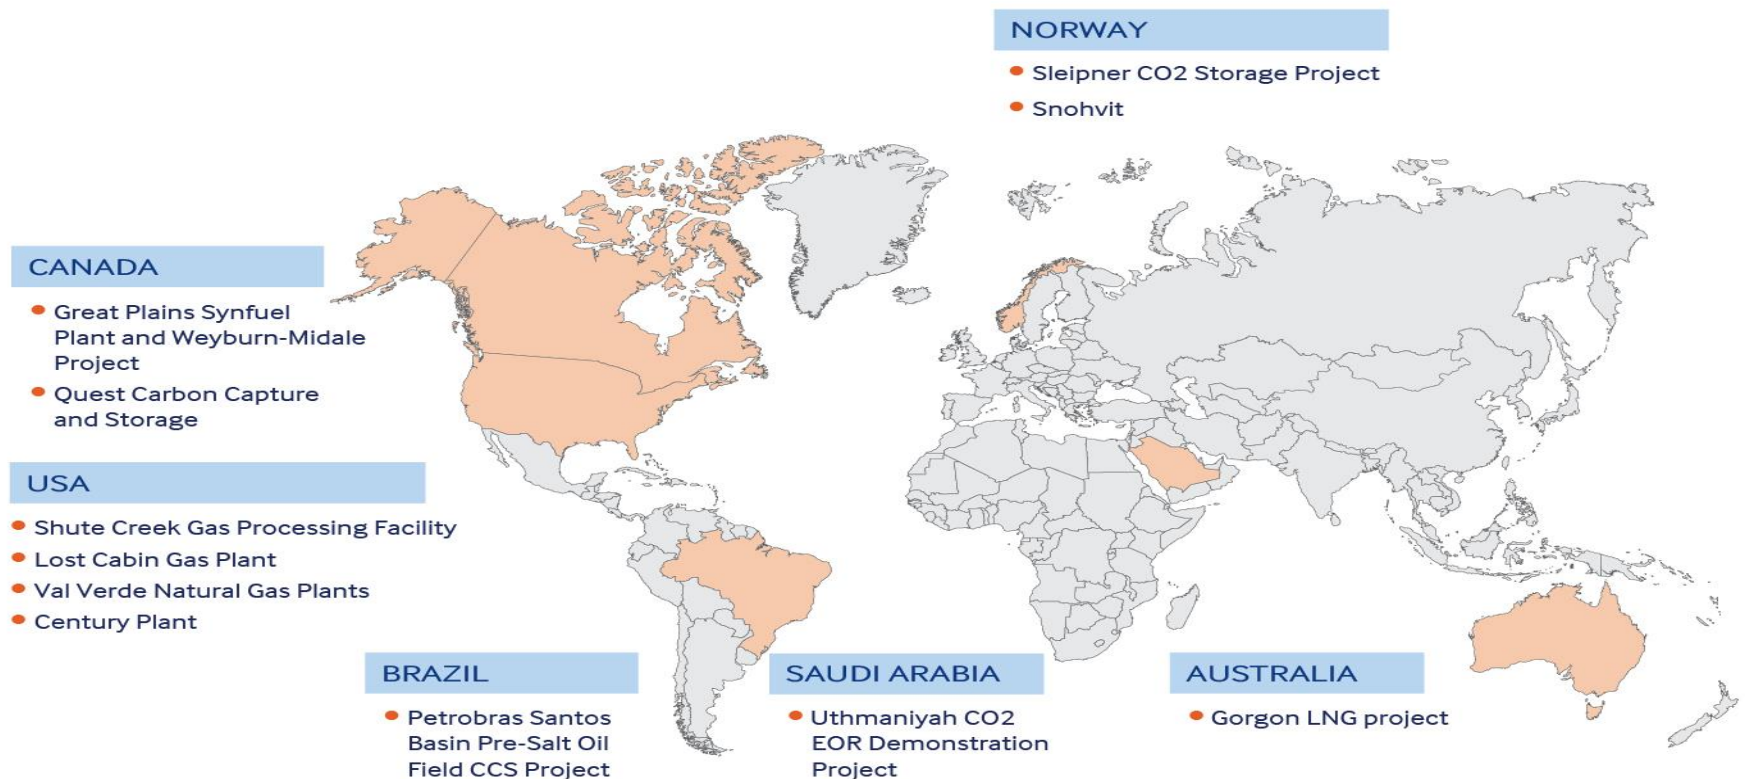 NORWAY
Sleipner CO2 Storage Project
Snohvit
CANADA
Great Plains Synfuel
Plant and Weyburn-Midale
Project
Quest Carbon Capture
and Storage
USA
Shute Creek Gas Processing Facility
Lost Cabin Gas Plant
Val Verde Natural Gas Plants
Century Plant
BRAZIL
Petrobras Santos
Basin Pre-Salt Oil
Field CCS Project
SAUDI ARABIA
Uthmaniyah CO2
EOR Demonstration
Project
AUSTRALIA
Gorgon LNG project